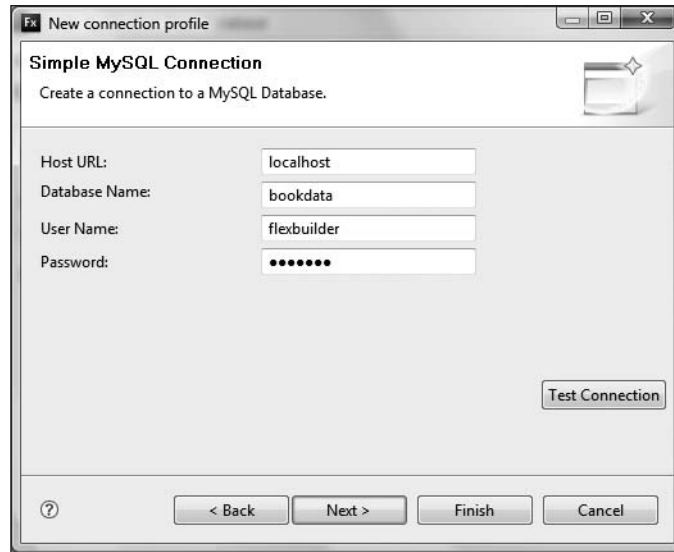 Fx New connection profile
Simple MySQL Connection
Create a connection to a MySQL Database.
Host URL: localhost
Database Name: bookdata
User Name: flexbuilder
Password: •••••••
Test Connection
? < Back Next > Finish Cancel